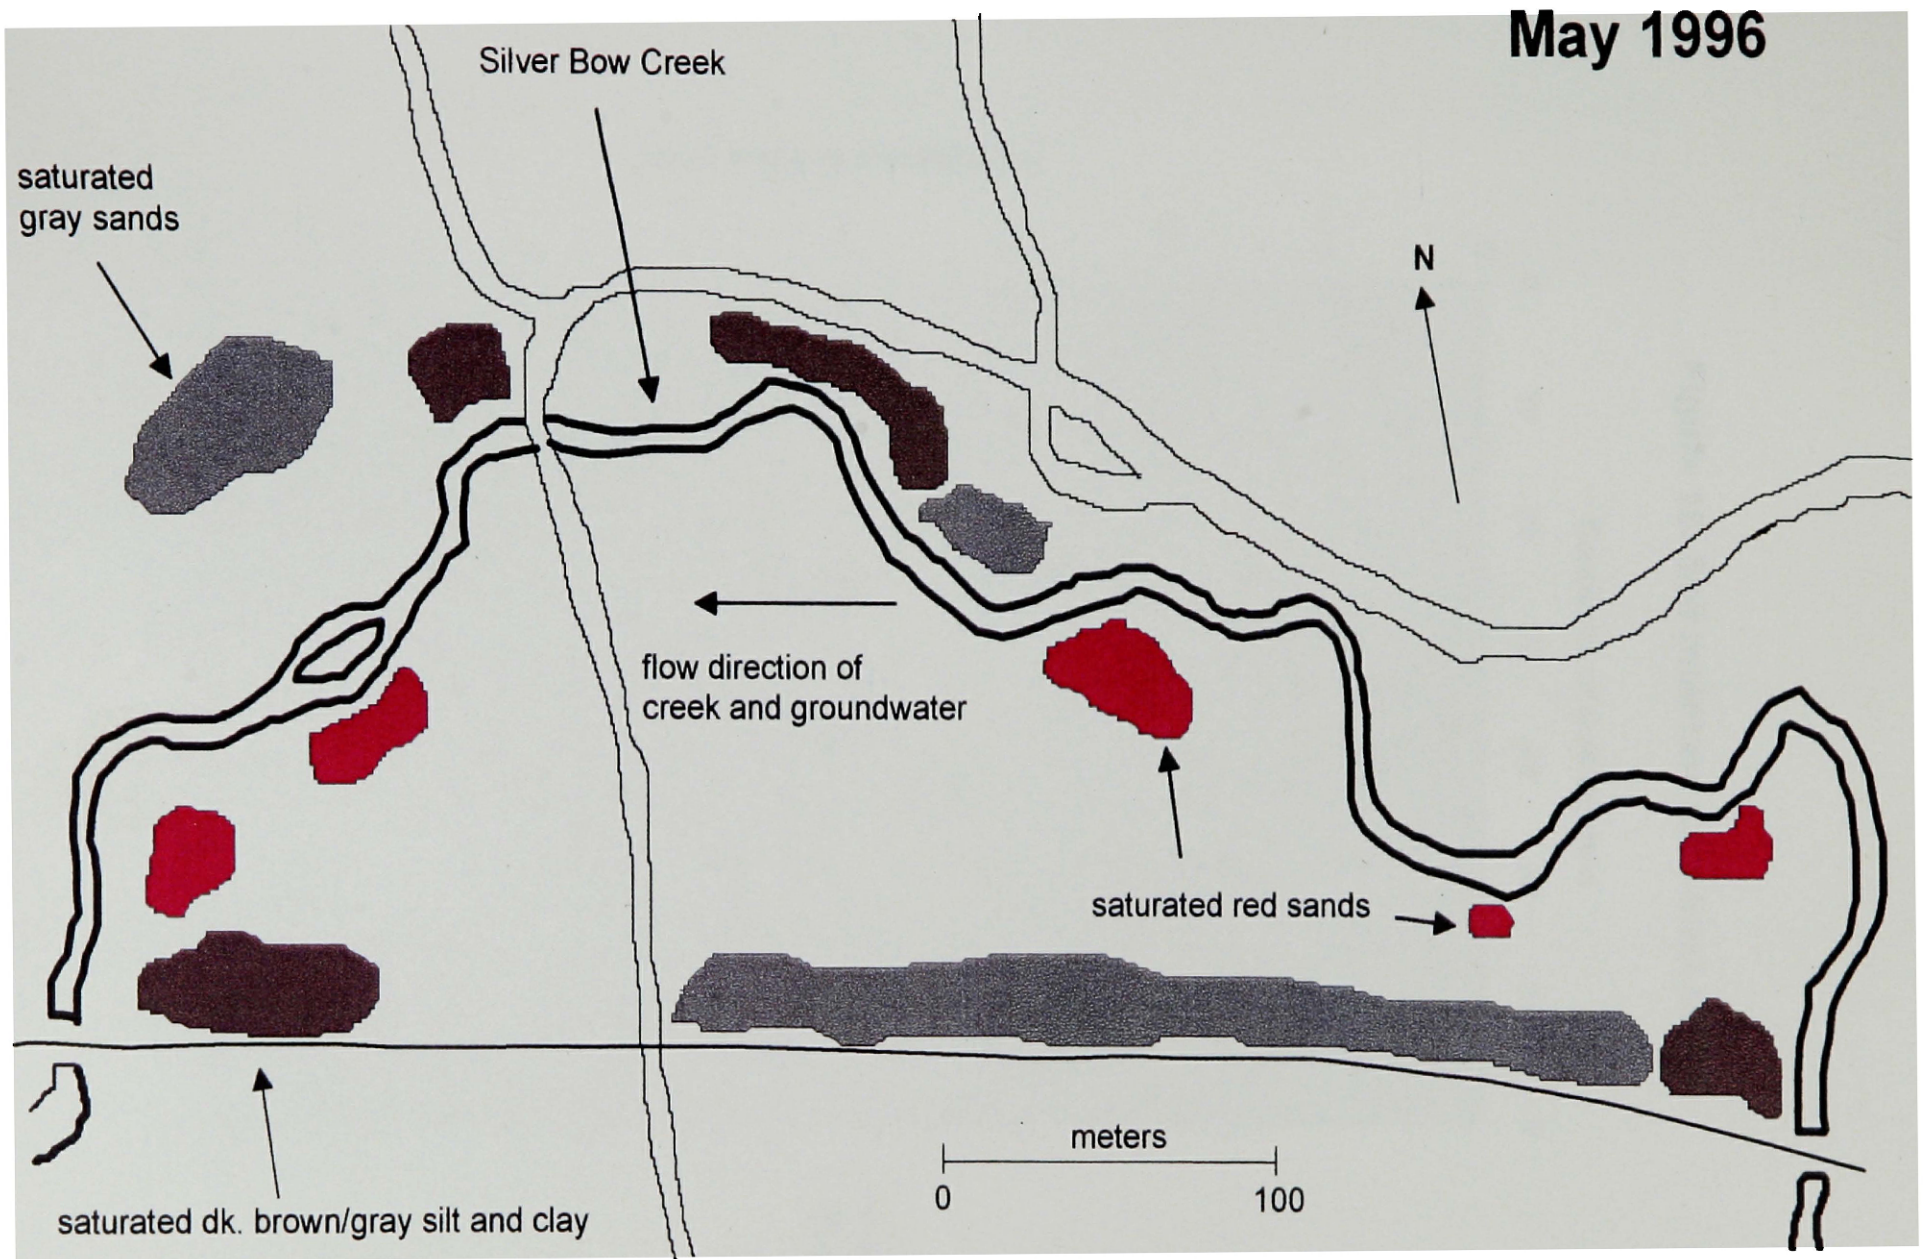 May 1996
Silver Bow Creek
saturated
gray sands
N
flow direction of
creek and groundwater
saturated red sands
meters
0 100
saturated dk. brown/gray silt and clay